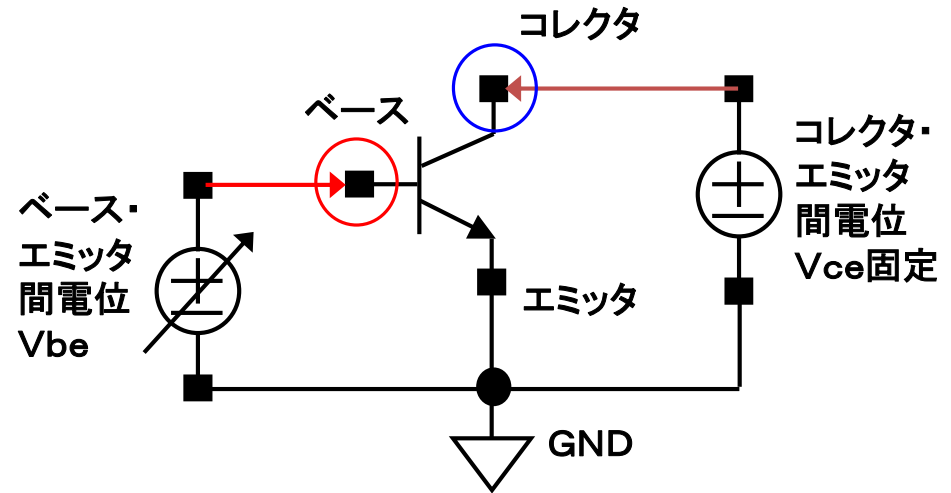 コレクタ
ベース
コレクタ・
エミッタ
間電位
Vce固定
ベース・
エミッタ
間電位
Vbe
エミッタ
GND